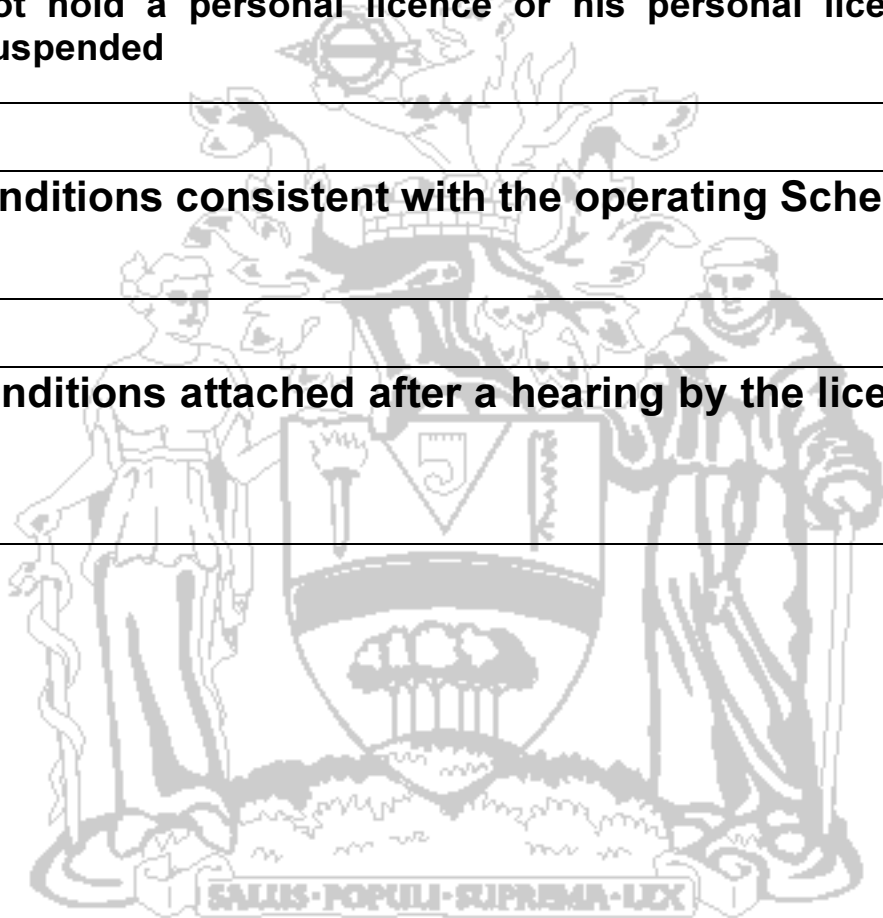 ot hold a personal licence or his personal lice
uspended
nditions consistent with the operating Sche
nditions attached after a hearing by the lice
SALUS·POPULI·SUPREMA·LEX